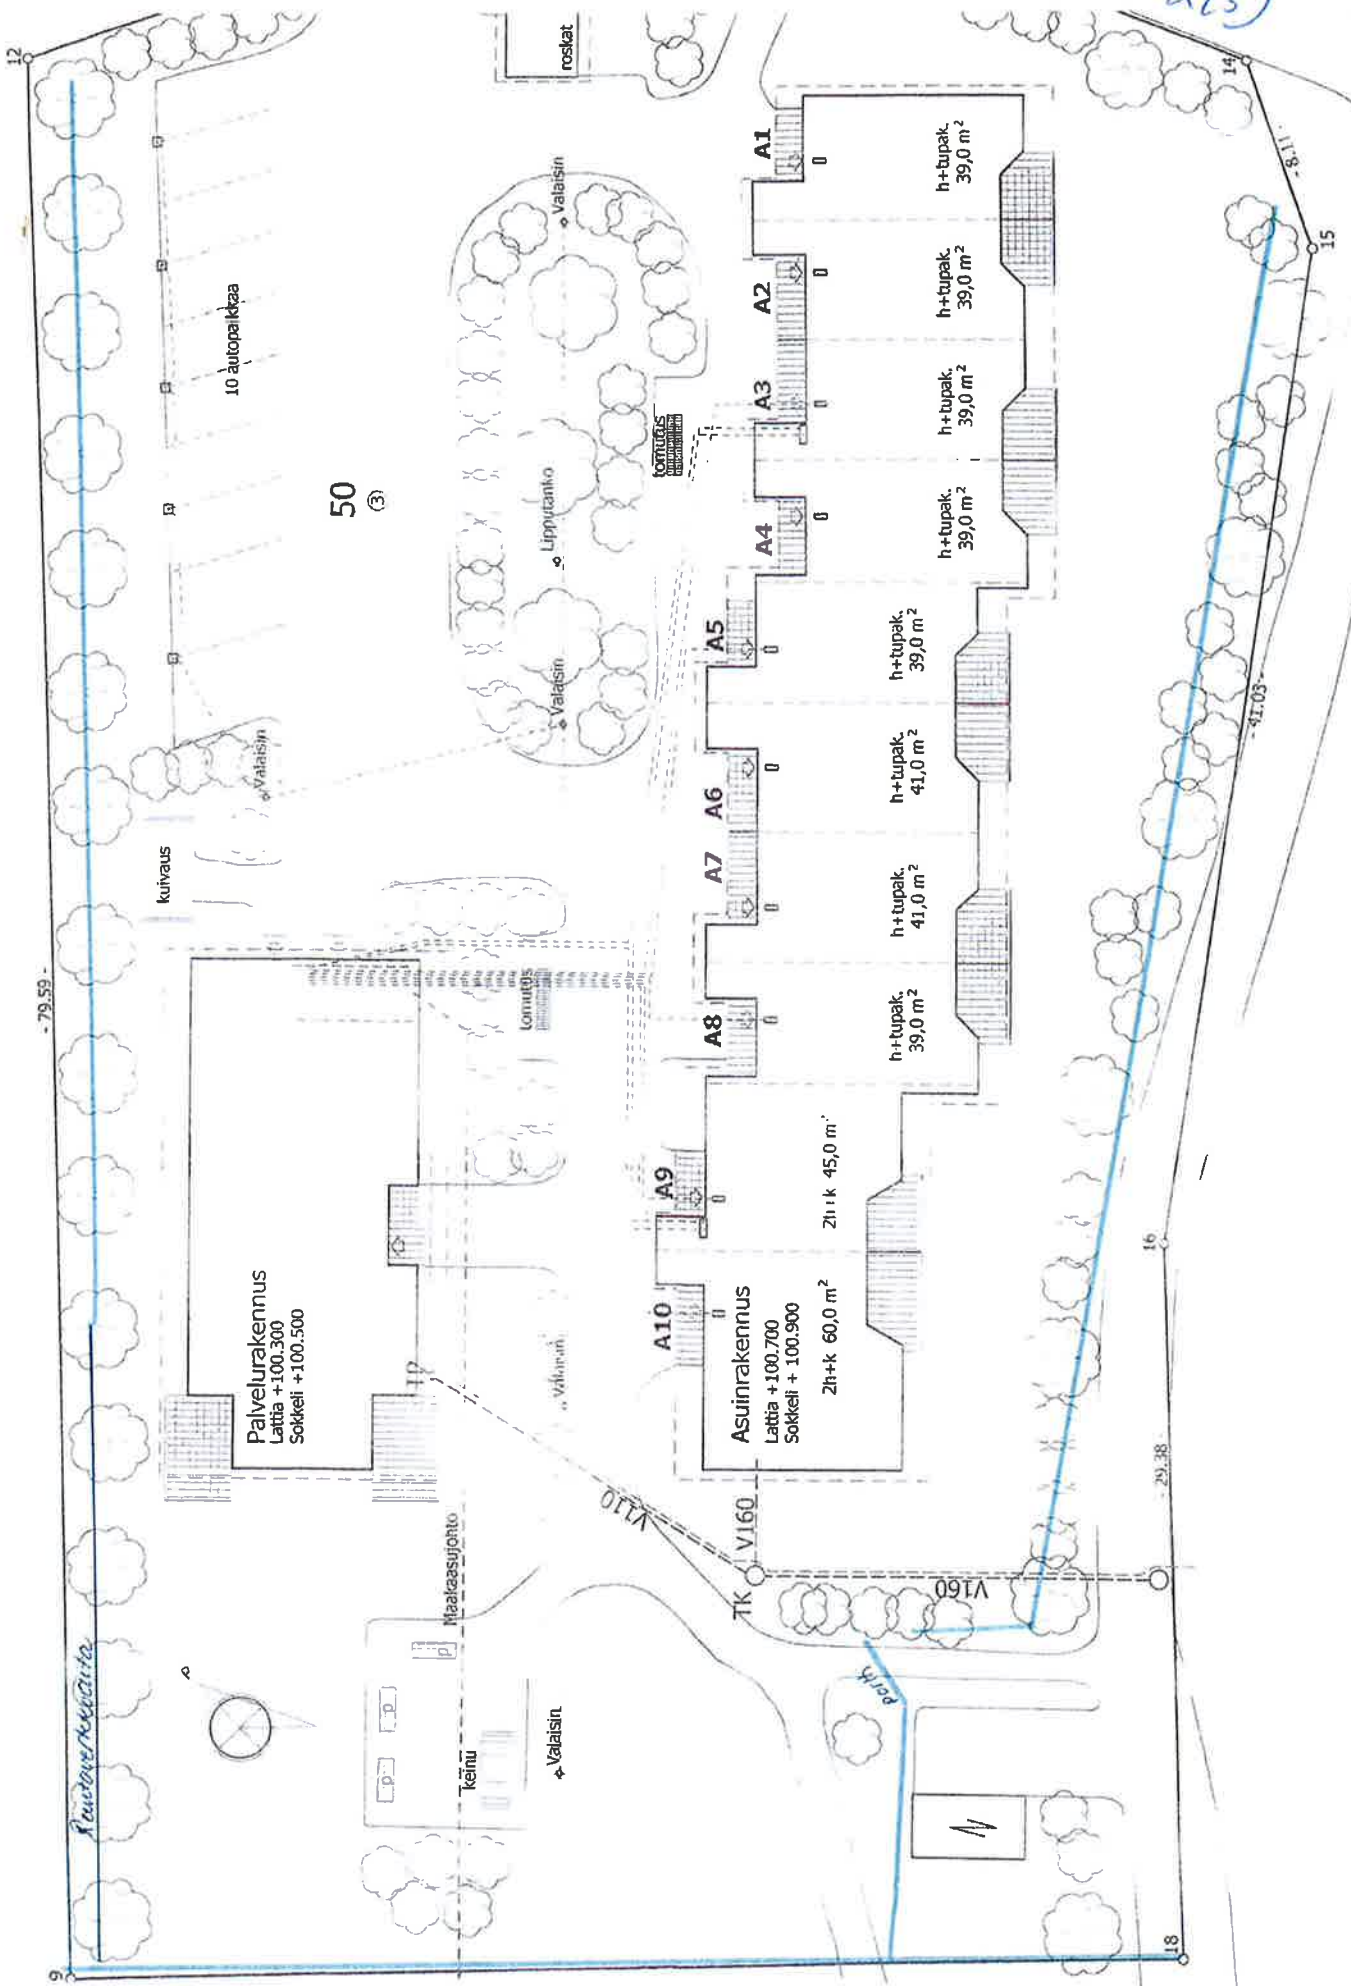 12
- 79.59 -
9
Rautaverkkoaita
roskat
10 autopaikkaa
50
3
Valaisin
Lipputanko
Valaisin
Valaisin
kuivaus
tomutus
tomutus
A1
A2
A3
A4
A5
A6
A7
A8
A9
A10
h+tupak.
39,0 m²
h+tupak.
39,0 m²
h+tupak.
39,0 m²
h+tupak.
39,0 m²
h+tupak.
39,0 m²
h+tupak.
41,0 m²
h+tupak.
41,0 m²
h+tupak.
39,0 m²
2h+k 45,0 m²
2h+k 60,0 m²
Palvelurakennus
Lattia +100.300
Sokkeli +100.500
Asuinrakennus
Lattia +100.700
Sokkeli + 100.900
Valaisin
Maakaasujohto
V110
V160
TK
V160
keinu
Valaisin
P
portti
14
- 8.11 -
15
- 41.03 -
16
- 29.38 -
18